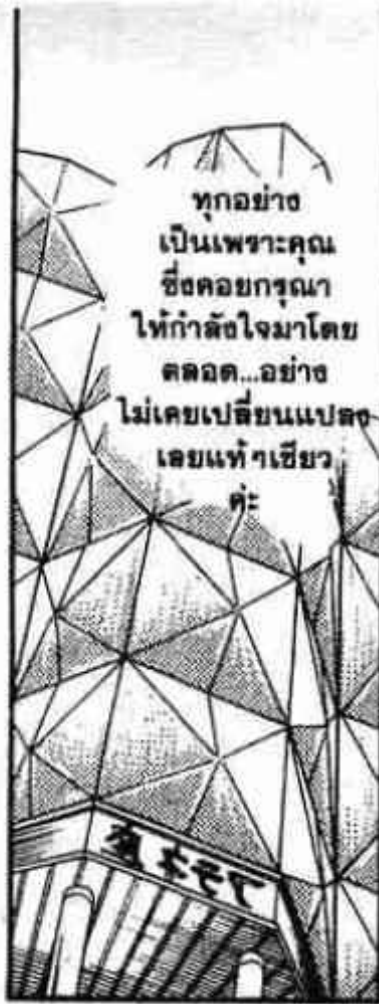 ทุกอย่าง
เป็นเพราะคุณ
ซึ่งคอยกรุณา
ให้กำลังใจมาโดย
ตลอด...อย่าง
ไม่เคยเปลี่ยนแปลง
เลยแท้ๆเชียว
ค่ะ